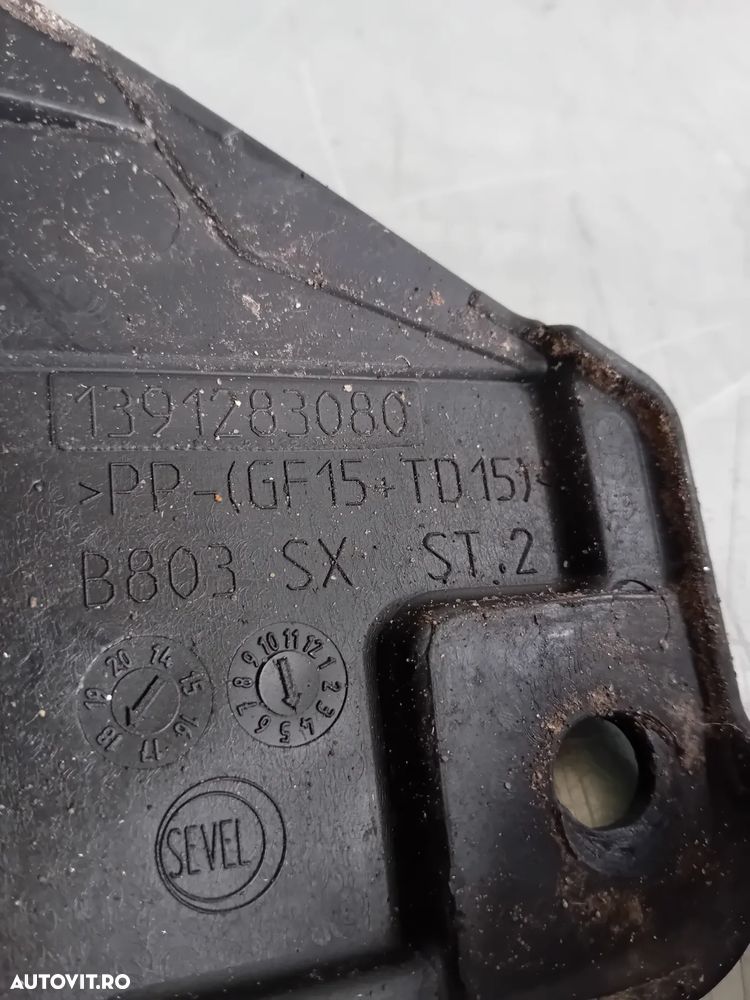 1391283080
>PP-(GF15+TD15)<
B803 SX ST.2
14 15 16 17 18 19 20
1 2 3 4 5 6 7 8 9 10 11 12
SEVEL
AUTOVIT.RO